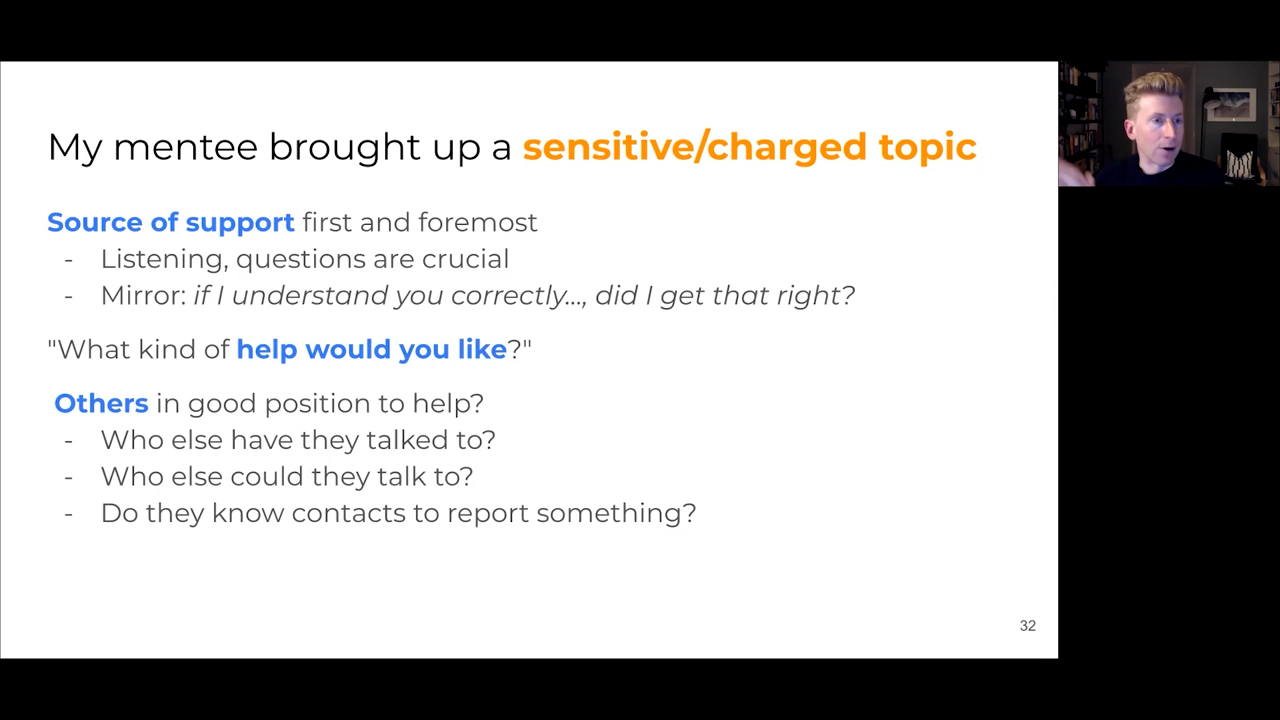 My mentee brought up a sensitive/charged topic
Source of support first and foremost
- Listening, questions are crucial
- Mirror: if I understand you correctly..., did I get that right?
"What kind of help would you like?"
Others in good position to help?
- Who else have they talked to?
- Who else could they talk to?
- Do they know contacts to report something?
32